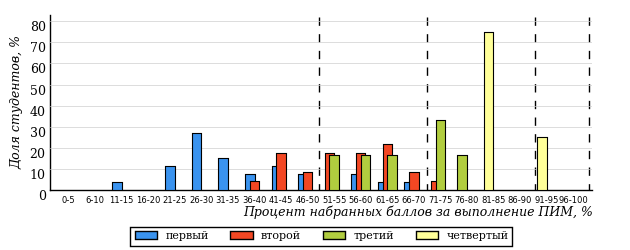 Доля студентов, %
80
70
60
50
40
30
20
10
0
0-5 6-10 11-15 16-20 21-25 26-30 31-35 36-40 41-45 46-50 51-55 56-60 61-65 66-70 71-75 76-80 81-85 86-90 91-95 96-100
Процент набранных баллов за выполнение ПИМ, %
первый второй третий четвертый